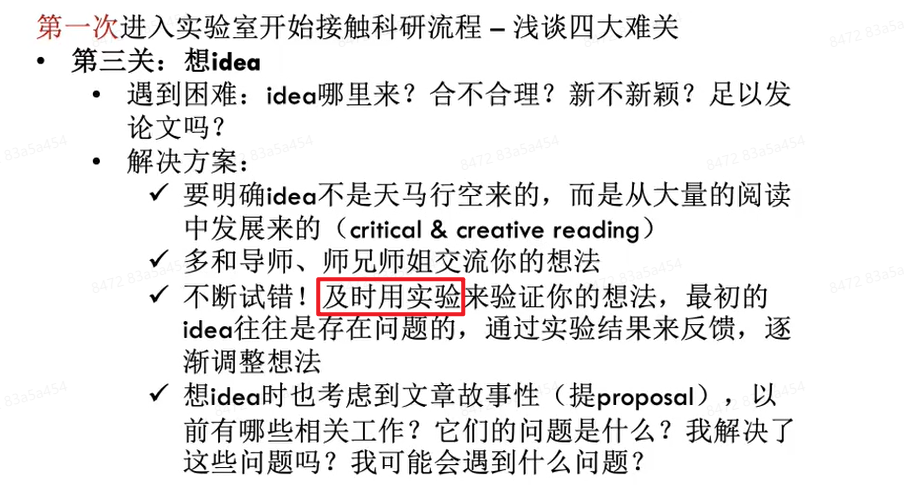 第一次进入实验室开始接触科研流程 – 浅谈四大难关
• 第三关：想idea
• 遇到困难：idea哪里来？合不合理？新不新颖？足以发
论文吗？
• 解决方案：
✓ 要明确idea不是天马行空来的，而是从大量的阅读
中发展来的（critical & creative reading）
✓ 多和导师、师兄师姐交流你的想法
✓ 不断试错！及时用实验来验证你的想法，最初的
idea往往是存在问题的，通过实验结果来反馈，逐
渐调整想法
✓ 想idea时也考虑到文章故事性（提proposal），以
前有哪些相关工作？它们的问题是什么？我解决了
这些问题吗？我可能会遇到什么问题？
8472 83a5a454